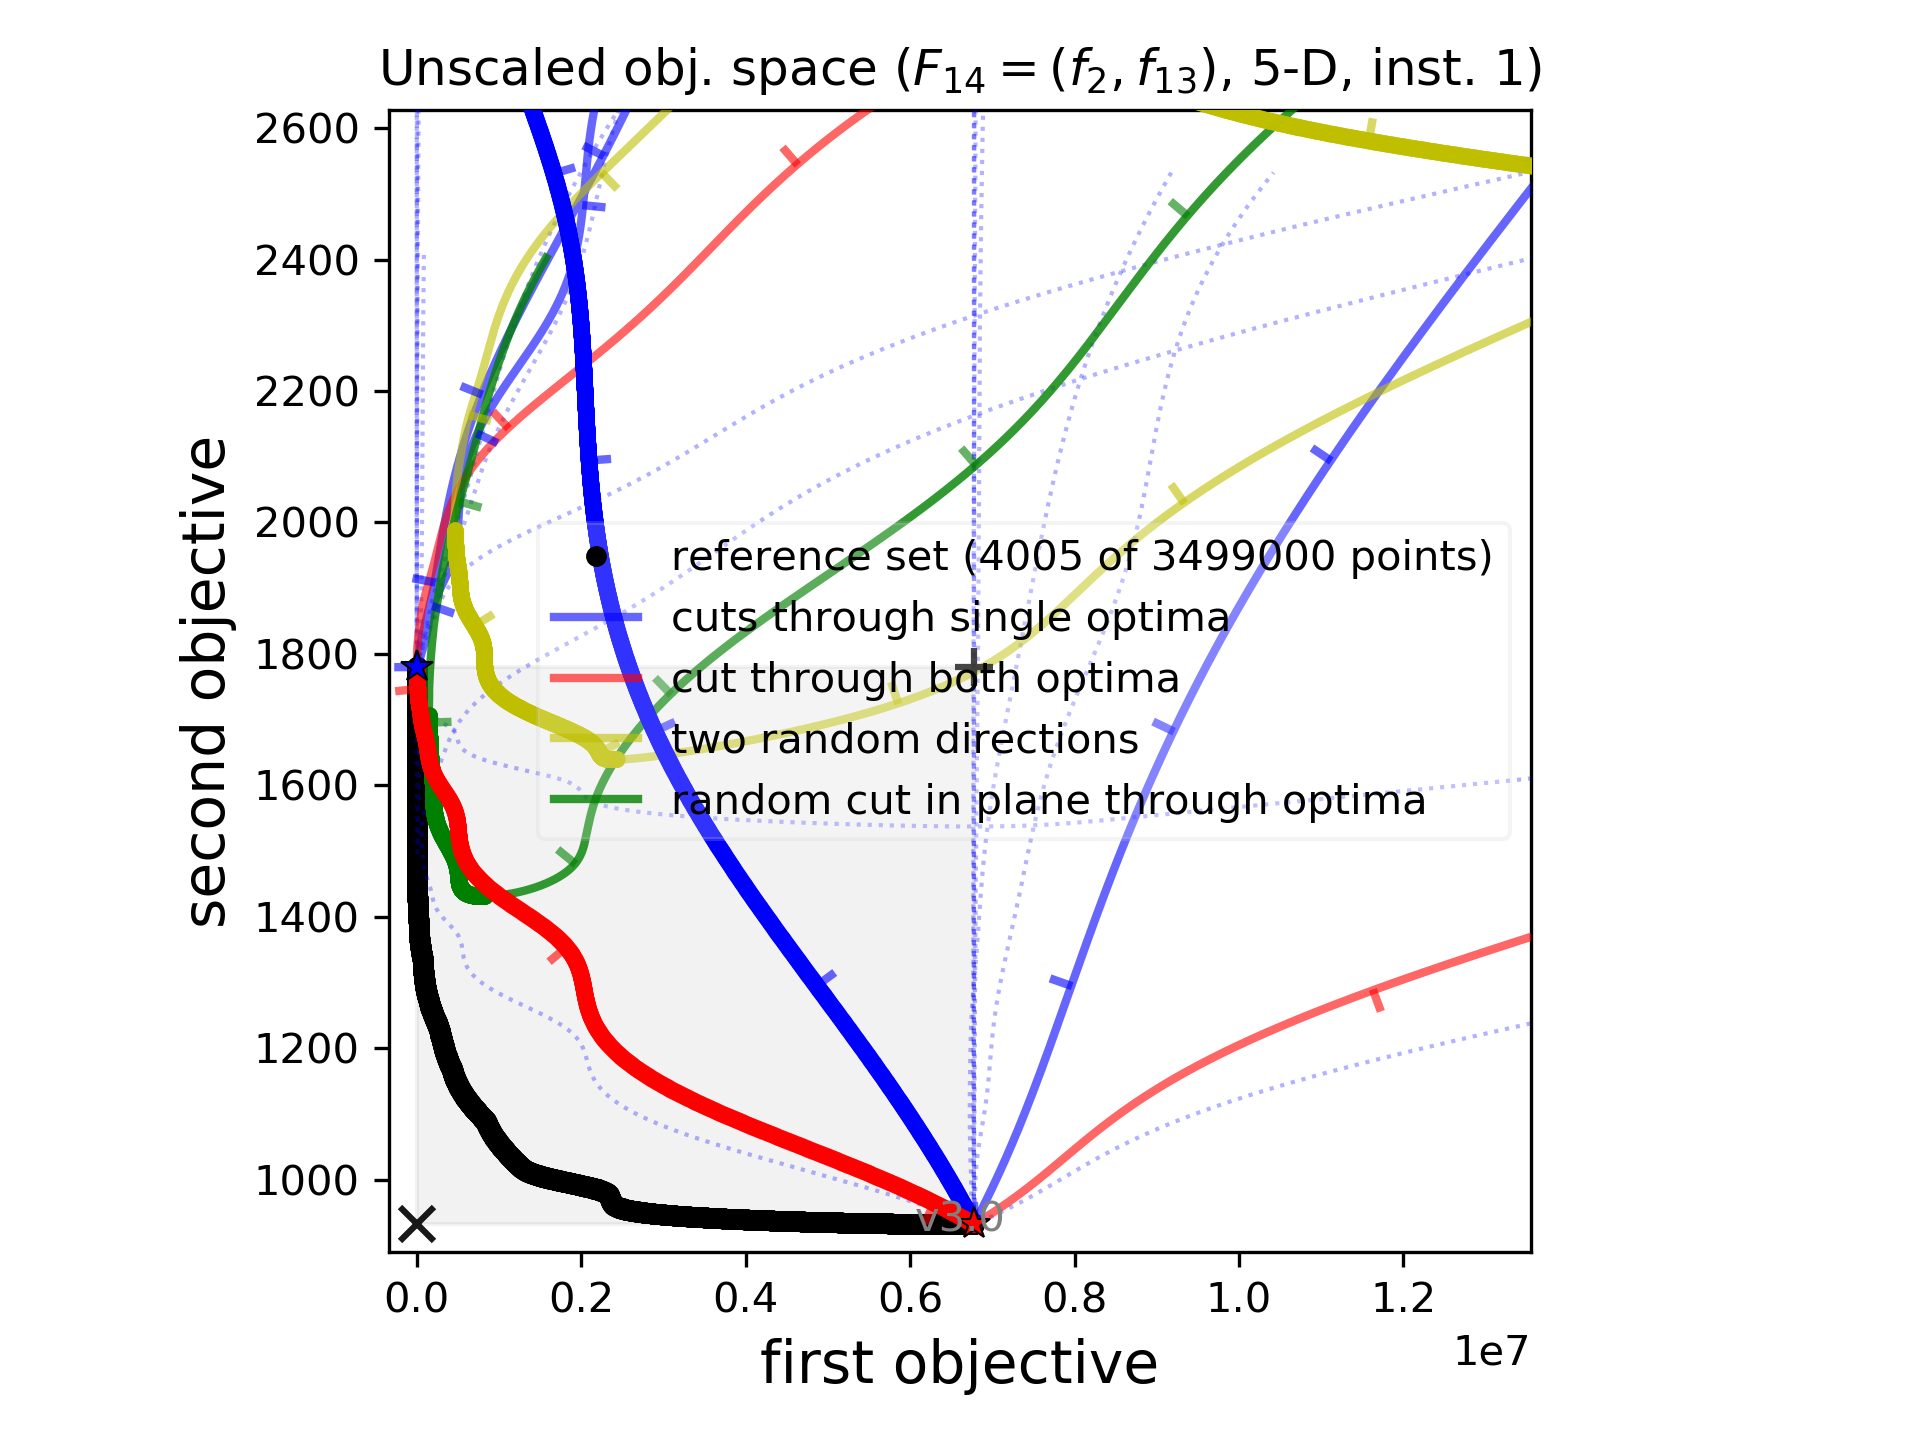 Unscaled obj. space (F14 = (f2, f13), 5-D, inst. 1)
2600
2400
2200
2000
1800
1600
1400
1200
1000
second objective
reference set (4005 of 3499000 points)
cuts through single optima
cut through both optima
two random directions
random cut in plane through optima
v3.0
0.0 0.2 0.4 0.6 0.8 1.0 1.2
1e7
first objective